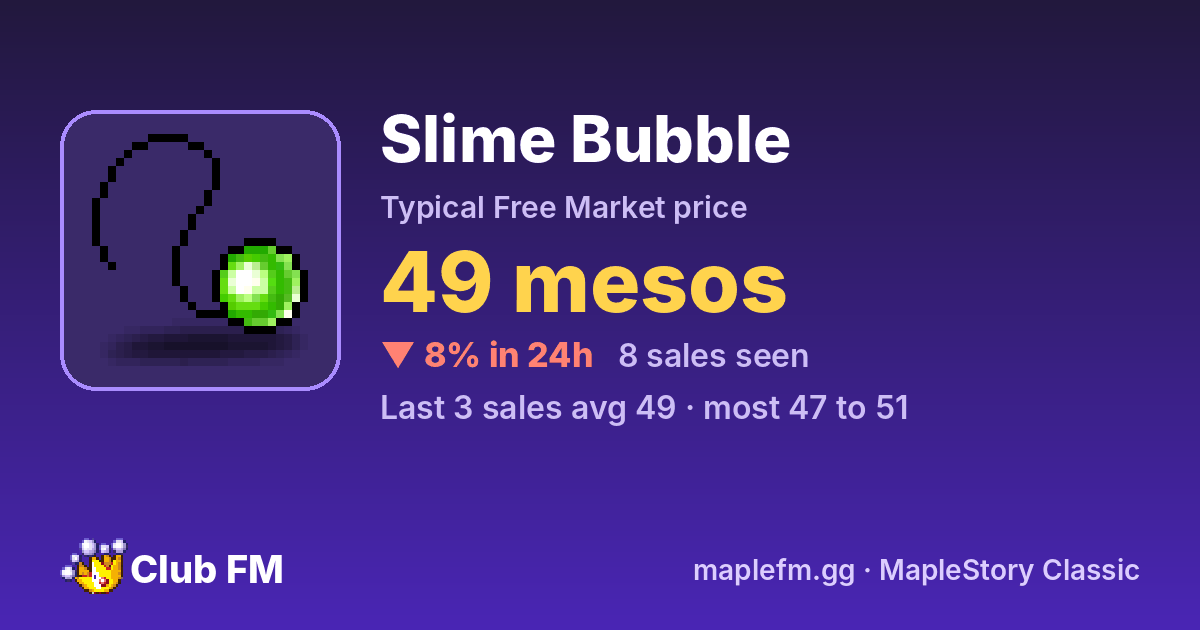 Slime Bubble
Typical Free Market price
49 mesos
▼ 8% in 24h 8 sales seen
Last 3 sales avg 49 · most 47 to 51
Club FM
maplefm.gg · MapleStory Classic